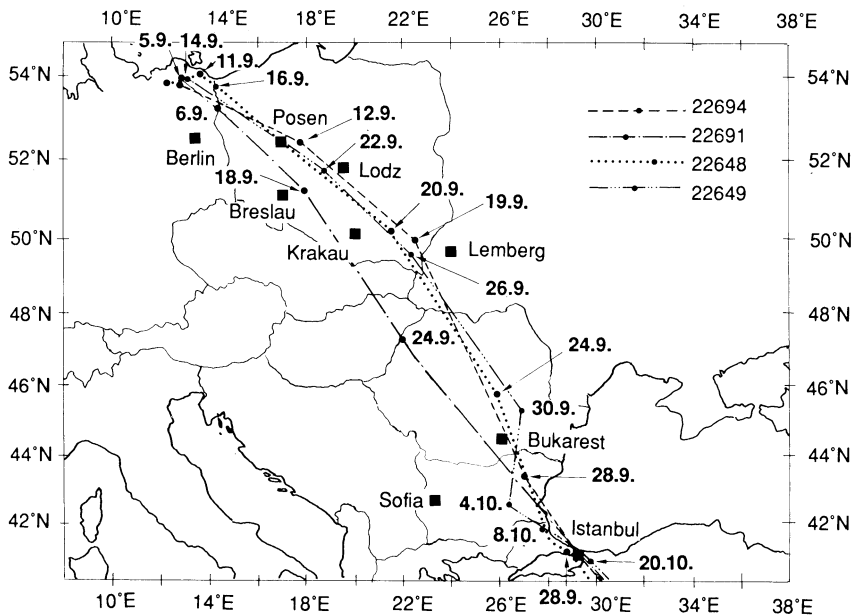 10°E 14°E 18°E 22°E 26°E 30°E 34°E 38°E
5.9. 14.9.
11.9.
54°N 54°N
16.9.
6.9. Posen 12.9. 22694
22.9. 22691
52°N Berlin Lodz 52°N
22648
18.9. 20.9. 19.9. 22649
Breslau
50°N 50°N
Krakau Lemberg
26.9.
48°N 48°N
24.9. 24.9.
46°N 46°N
30.9.
Bukarest
44°N 44°N
28.9.
Sofia 4.10.
42°N Istanbul 42°N
8.10.
20.10.
28.9.
10°E 14°E 18°E 22°E 26°E 30°E 34°E 38°E